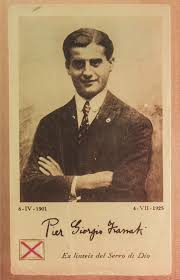 6-IV-1901 4-VII-1925
Pier Giorgio Frassati
Ex linteis del Servo di Dio